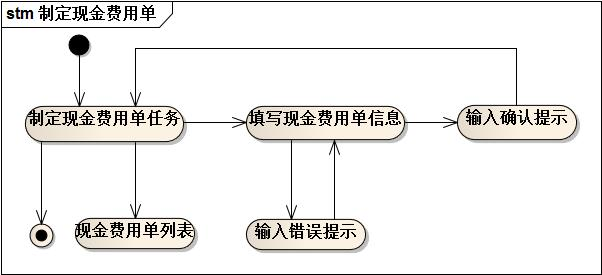 stm 制定现金费用单
制定现金费用单任务
填写现金费用单信息
输入确认提示
现金费用单列表
输入错误提示